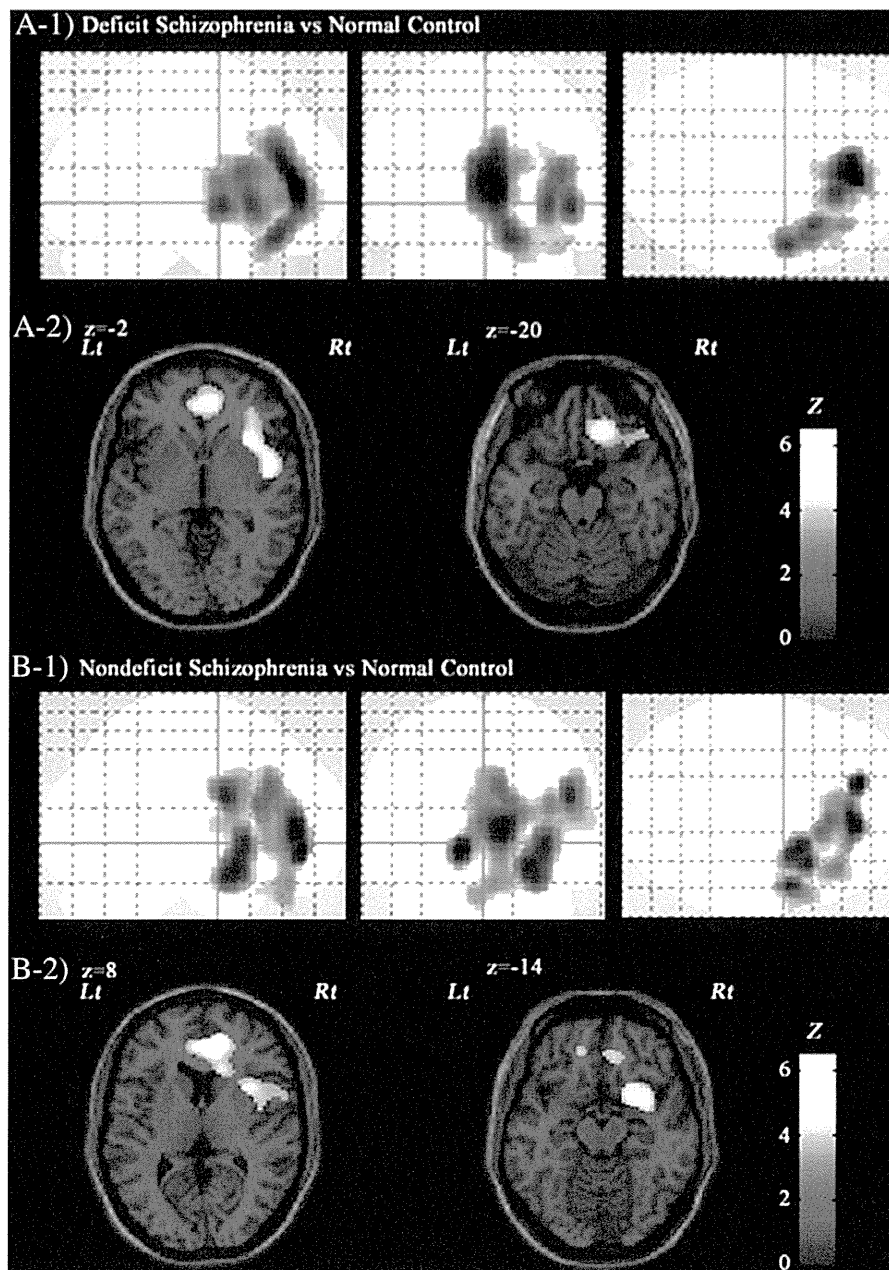 A-1) Deficit Schizophrenia vs Normal Control
A-2) z=-2 z=-20
Lt Rt Lt Rt
Z
6
4
2
0
B-1) Nondeficit Schizophrenia vs Normal Control
B-2) z=8 z=-14
Lt Rt Lt Rt
Z
6
4
2
0